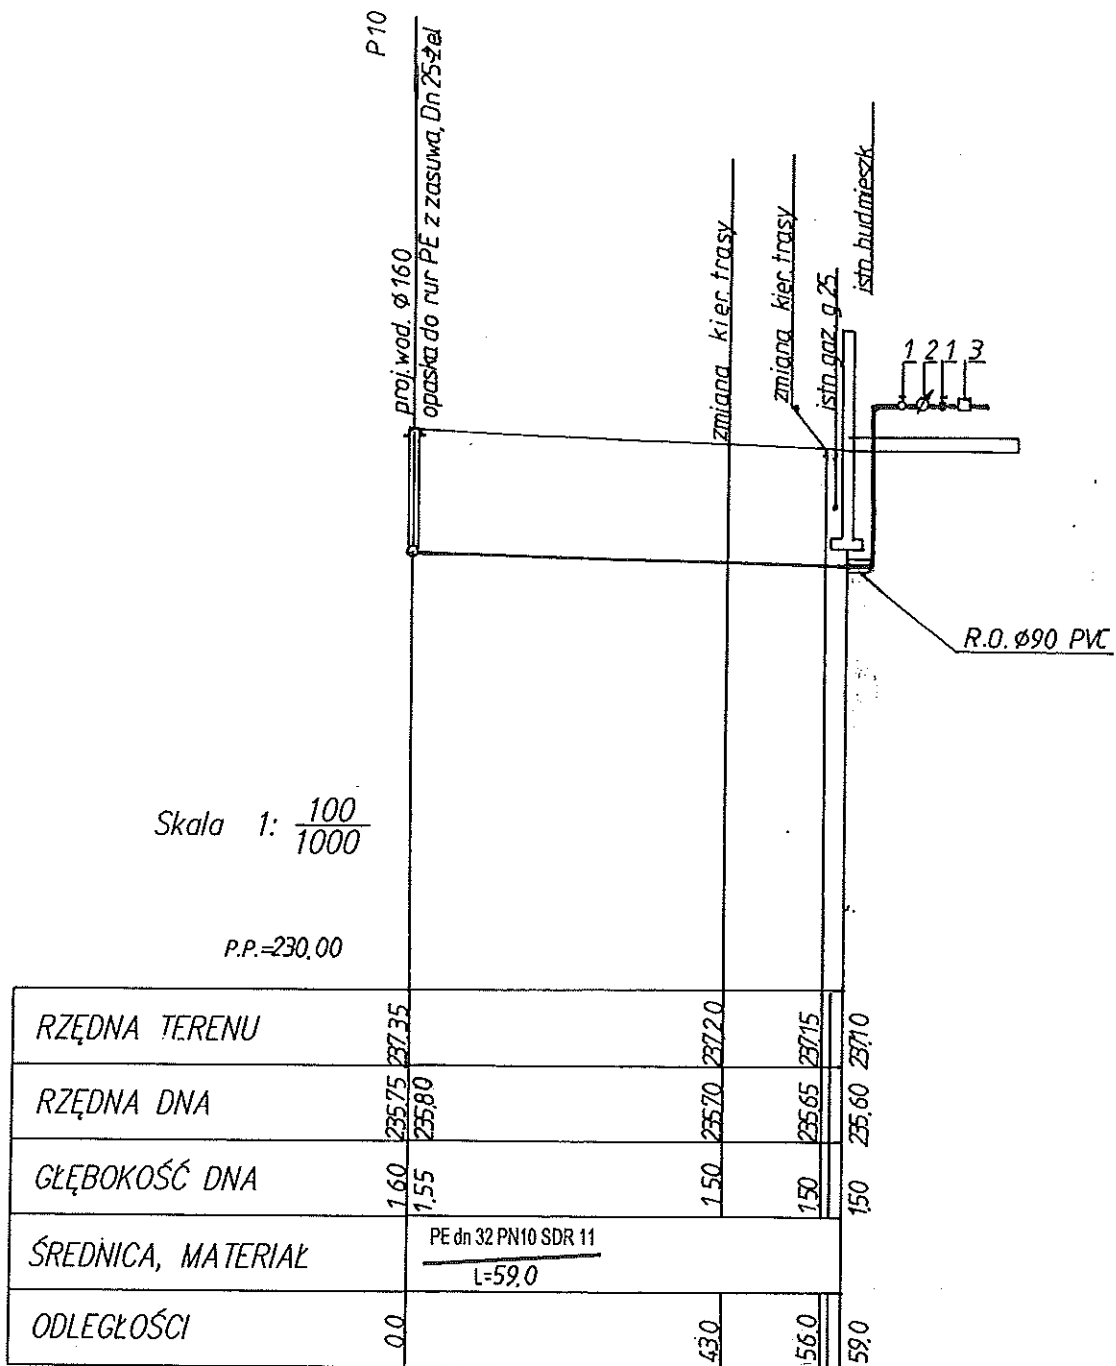 P10
proj.wod. ø160
opaska do rur PE z zasuwą, Dn 25 żel
zmiana kier. trasy
zmiana kier. trasy
istn. gaz. g 25
istn. bud. mieszk.
1 2 1 3
R.O. ø90 PVC
Skala 1: 100
1000
P.P.=230,00
RZĘDNA TERENU 237.35 237.20 237.15 237.10
RZĘDNA DNA 235.75 235.80 235.70 235.65 235.60
GŁĘBOKOŚĆ DNA 1.60 1.55 1.50 1.50 1.50
ŚREDNICA, MATERIAŁ PE dn 32 PN10 SDR 11
L=59,0
ODLEGŁOŚCI 0.0 43.0 56.0 59.0